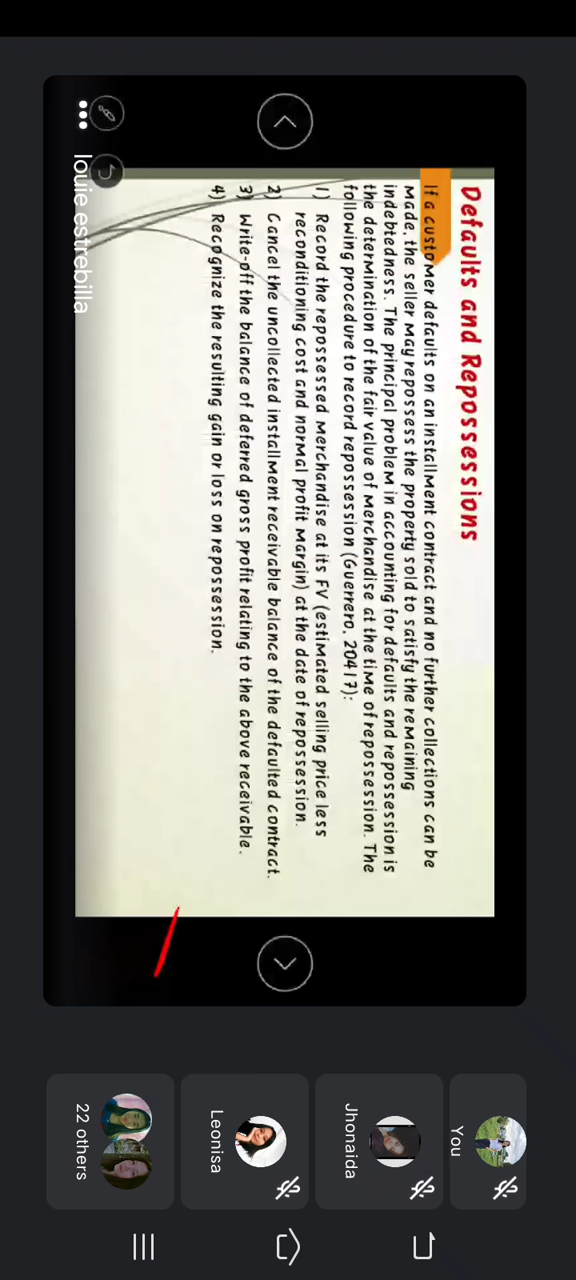 Defaults and Repossessions
If a customer defaults on an installment contract and no further collections can be
made, the seller may repossess the property sold to satisfy the remaining
indebtedness. The principal problem in accounting for defaults and repossession is
the determination of the fair value of merchandise at the time of repossession. The
following procedure to record repossession (Guerrero, 20417):
1) Record the repossessed merchandise at its FV (estimated selling price less
reconditioning cost and normal profit margin) at the date of repossession.
2) Cancel the uncollected installment receivable balance of the defaulted contract.
3) Write-off the balance of deferred gross profit relating to the above receivable.
4) Recognize the resulting gain or loss on repossession.
louie estrebilla
You
Jhonaida
Leonisa
22 others